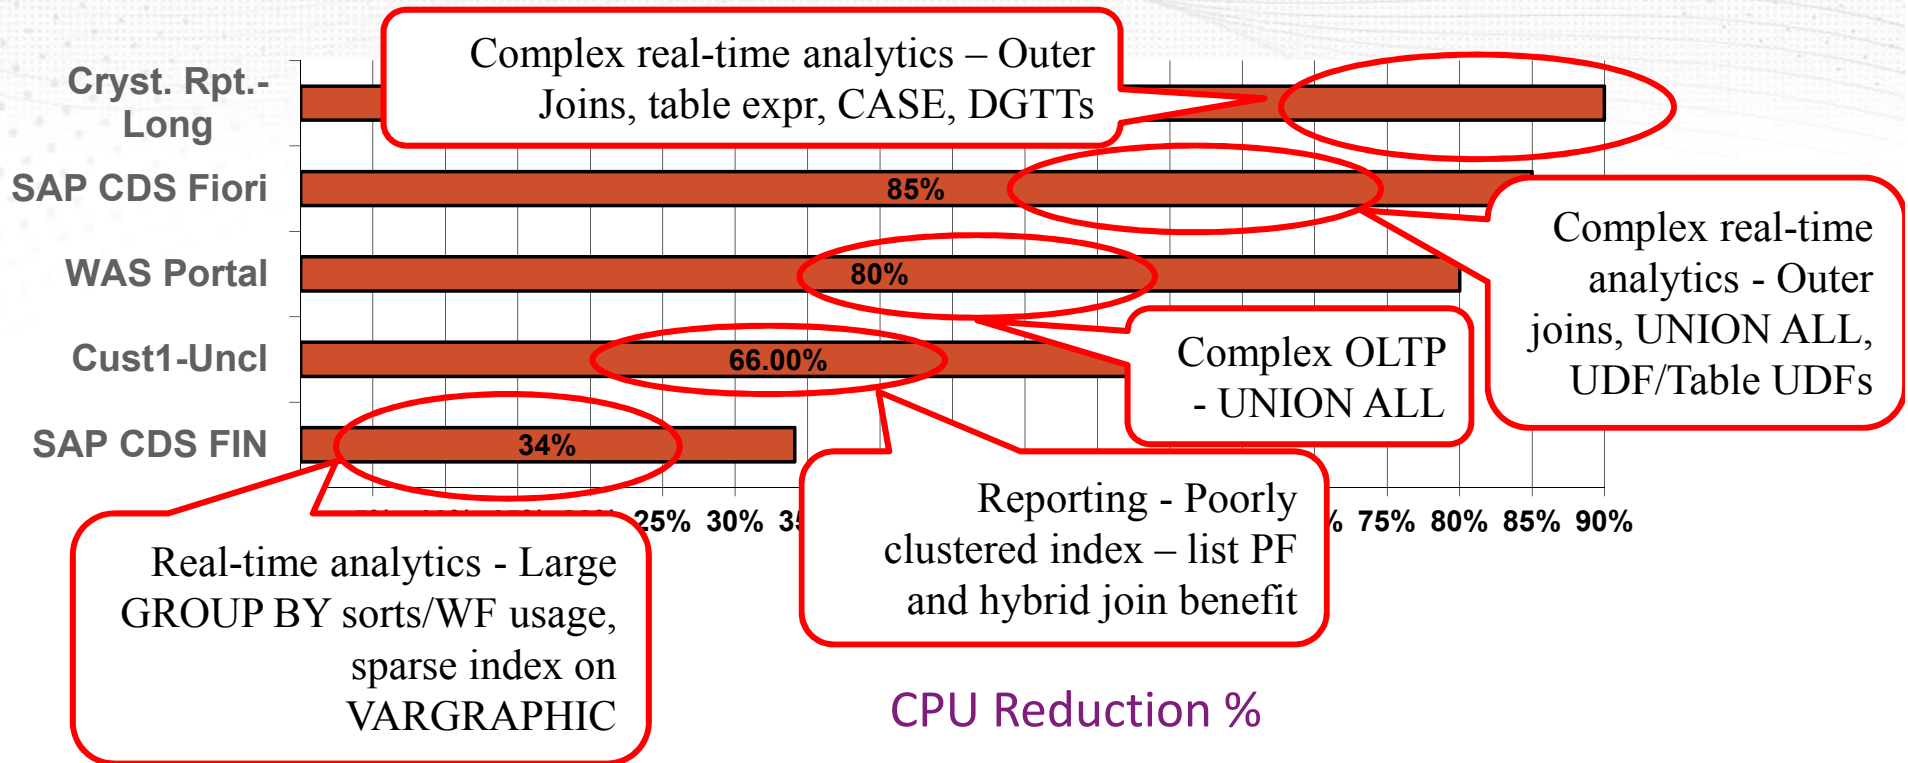 Complex real-time analytics – Outer
Joins, table expr, CASE, DGTTs
Cryst. Rpt.-
Long
SAP CDS Fiori
85%
Complex real-time
analytics - Outer
joins, UNION ALL,
UDF/Table UDFs
WAS Portal
80%
Complex OLTP
- UNION ALL
Cust1-Uncl
66.00%
SAP CDS FIN
34%
25% 30% 75% 80% 85% 90%
Reporting - Poorly
clustered index – list PF
and hybrid join benefit
Real-time analytics - Large
GROUP BY sorts/WF usage,
sparse index on
VARGRAPHIC
CPU Reduction %